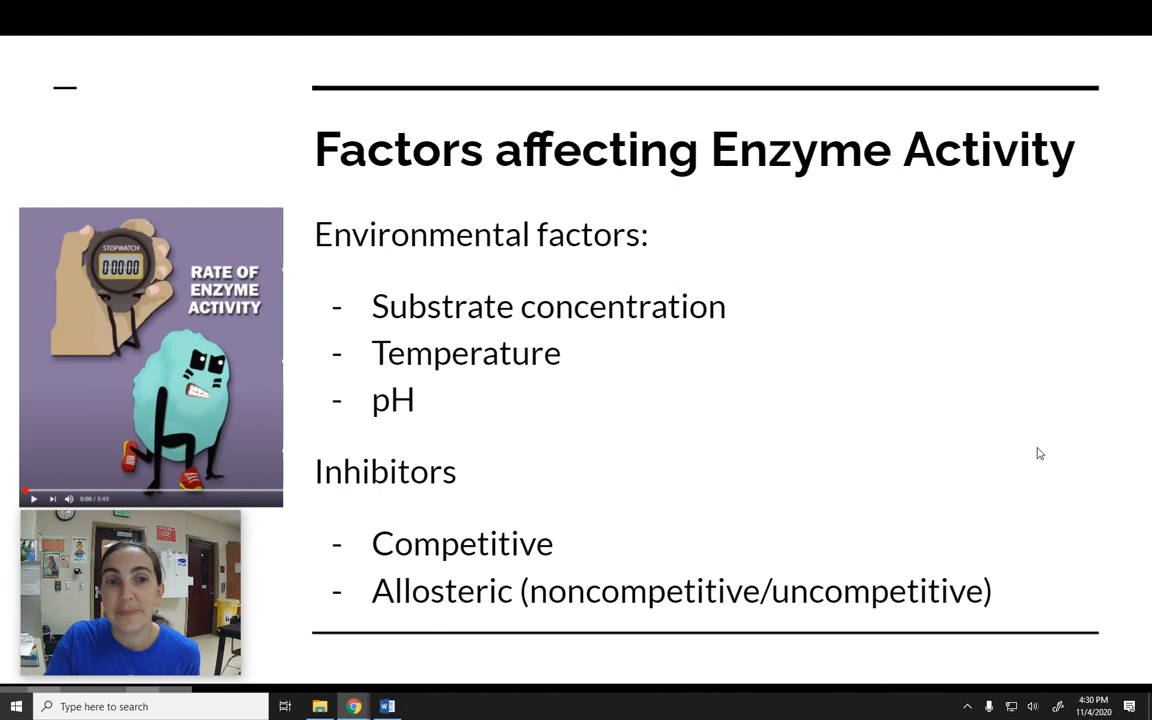 Factors affecting Enzyme Activity
Environmental factors:
- Substrate concentration
- Temperature
- pH
Inhibitors
- Competitive
- Allosteric (noncompetitive/uncompetitive)
STOPWATCH
0:00:00
RATE OF
ENZYME
ACTIVITY
0:00 / 3:43
Type here to search
4:30 PM
11/4/2020